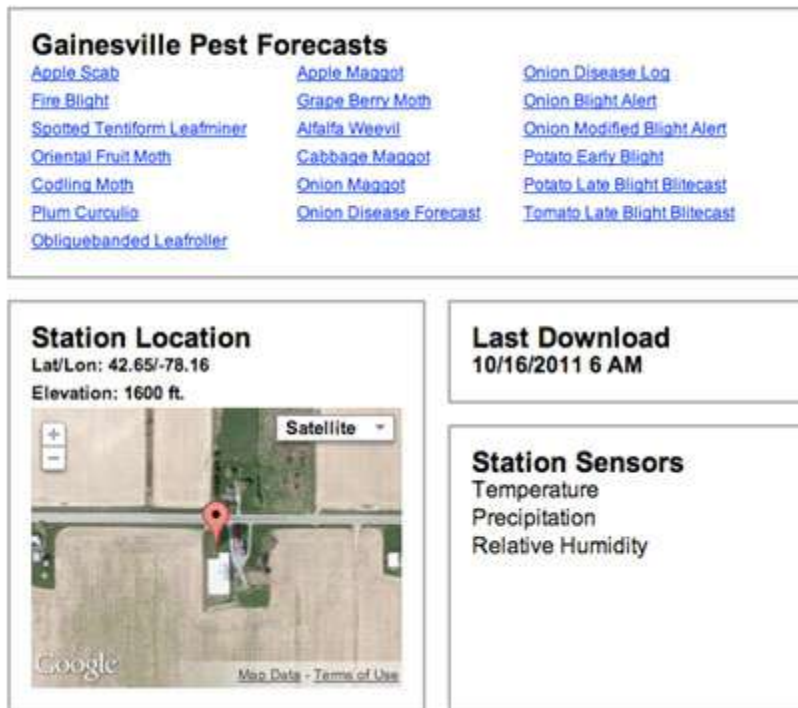 Gainesville Pest Forecasts
Apple Scab
Fire Blight
Spotted Tentiform Leafminer
Oriental Fruit Moth
Codling Moth
Plum Curculio
Obliquebanded Leafroller
Apple Maggot
Grape Berry Moth
Alfalfa Weevil
Cabbage Maggot
Onion Maggot
Onion Disease Forecast
Onion Disease Log
Onion Blight Alert
Onion Modified Blight Alert
Potato Early Blight
Potato Late Blight Blitecast
Tomato Late Blight Blitecast
Station Location
Lat/Lon: 42.65/-78.16
Elevation: 1600 ft.
+
Satellite
−
Google
Map Data - Terms of Use
Last Download
10/16/2011 6 AM
Station Sensors
Temperature
Precipitation
Relative Humidity